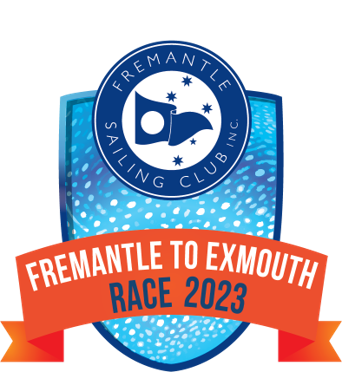 FREMANTLE
SAILING CLUB INC.
FREMANTLE TO EXMOUTH
RACE 2023